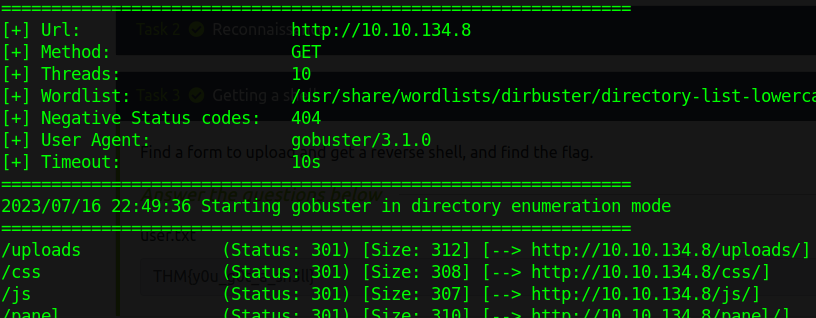 ===============================================================
[+] Url: http://10.10.134.8
[+] Method: GET
[+] Threads: 10
[+] Wordlist: /usr/share/wordlists/dirbuster/directory-list-lowerca
[+] Negative Status codes: 404
[+] User Agent: gobuster/3.1.0
[+] Timeout: 10s
===============================================================
2023/07/16 22:49:36 Starting gobuster in directory enumeration mode
===============================================================
/uploads (Status: 301) [Size: 312] [--> http://10.10.134.8/uploads/]
/css (Status: 301) [Size: 308] [--> http://10.10.134.8/css/]
/js (Status: 301) [Size: 307] [--> http://10.10.134.8/js/]
/panel (Status: 301) [Size: 310] [--> http://10.10.134.8/panel/]
Task 2 Reconnaiss
Task 3 Getting a
Find a form to upload and get a reverse shell, and find the flag.
user.txt